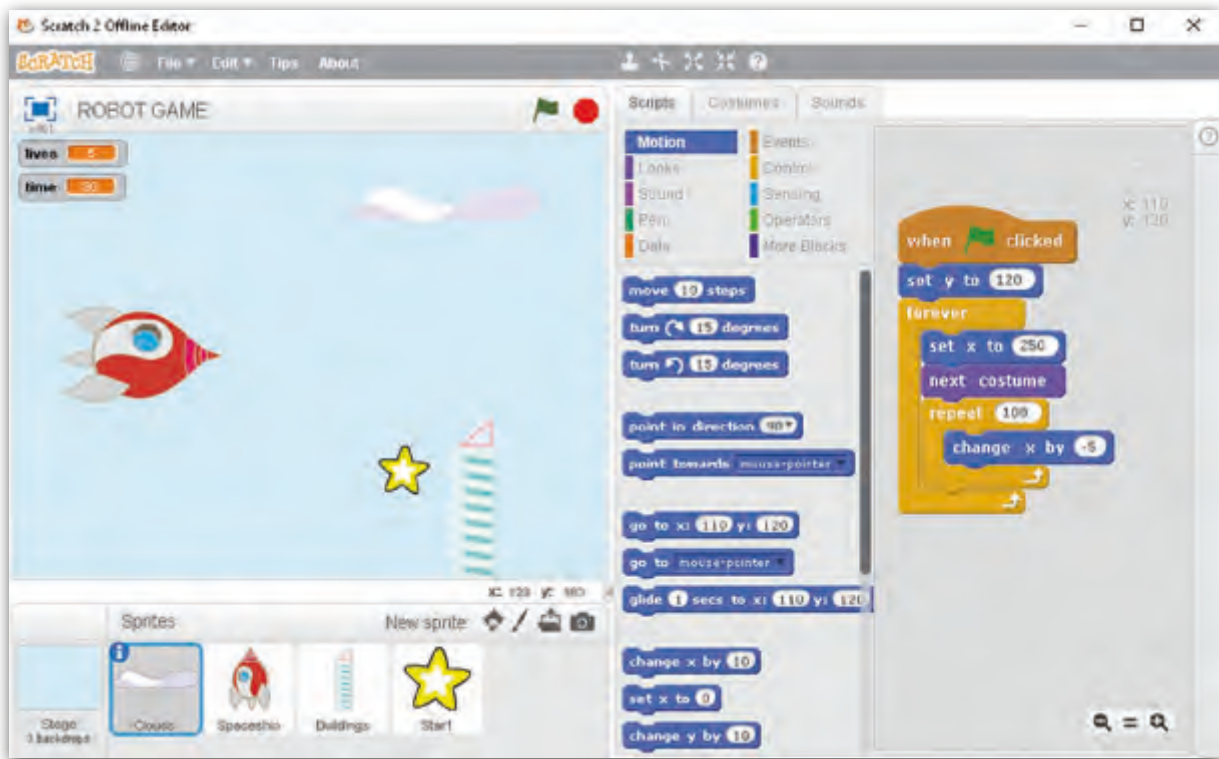 Scratch 2 Offline Editor
SCRATCH File Edit Tips About
ROBOT GAME
lives 5
time 30
Scripts Costumes Sounds
Motion Events
Looks Control
Sound Sensing
Pen Operators
Data More Blocks
move 10 steps
turn 15 degrees
turn 15 degrees
point in direction 90
point towards mouse-pointer
go to x: 110 y: 120
go to mouse-pointer
glide 1 secs to x: 110 y: 120
change x by 10
set x to 0
change y by 10
x: 110
y: 120
when clicked
set y to 120
forever
set x to 250
next costume
repeat 100
change x by -5
Sprites New sprite
Stage
Spaceship
Buildings
Start